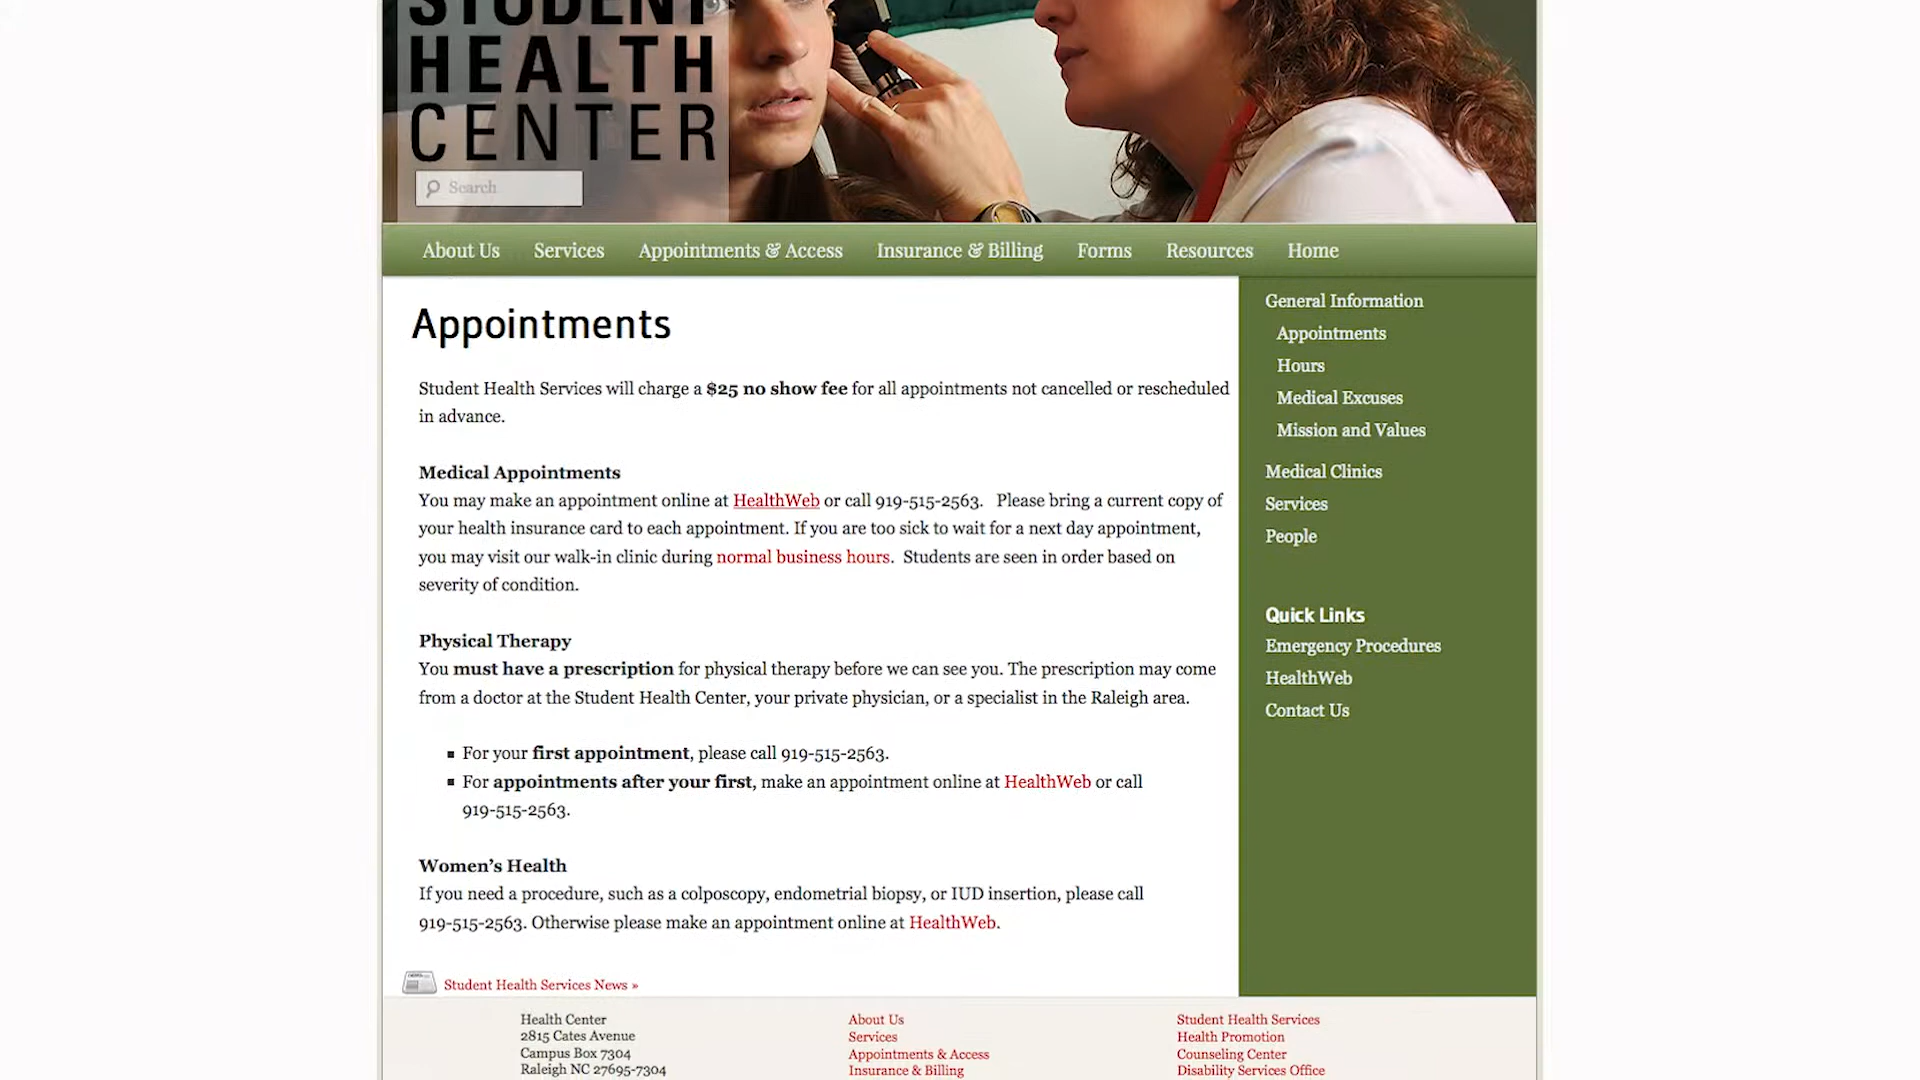 STUDENT
HEALTH
CENTER
Search
About Us Services Appointments & Access Insurance & Billing Forms Resources Home
Appointments
Student Health Services will charge a $25 no show fee for all appointments not cancelled or rescheduled
in advance.
Medical Appointments
You may make an appointment online at HealthWeb or call 919-515-2563. Please bring a current copy of
your health insurance card to each appointment. If you are too sick to wait for a next day appointment,
you may visit our walk-in clinic during normal business hours. Students are seen in order based on
severity of condition.
Physical Therapy
You must have a prescription for physical therapy before we can see you. The prescription may come
from a doctor at the Student Health Center, your private physician, or a specialist in the Raleigh area.
▪ For your first appointment, please call 919-515-2563.
▪ For appointments after your first, make an appointment online at HealthWeb or call
919-515-2563.
Women’s Health
If you need a procedure, such as a colposcopy, endometrial biopsy, or IUD insertion, please call
919-515-2563. Otherwise please make an appointment online at HealthWeb.
Student Health Services News »
General Information
Appointments
Hours
Medical Excuses
Mission and Values
Medical Clinics
Services
People
Quick Links
Emergency Procedures
HealthWeb
Contact Us
Health Center
2815 Cates Avenue
Campus Box 7304
Raleigh NC 27695-7304
About Us
Services
Appointments & Access
Insurance & Billing
Student Health Services
Health Promotion
Counseling Center
Disability Services Office